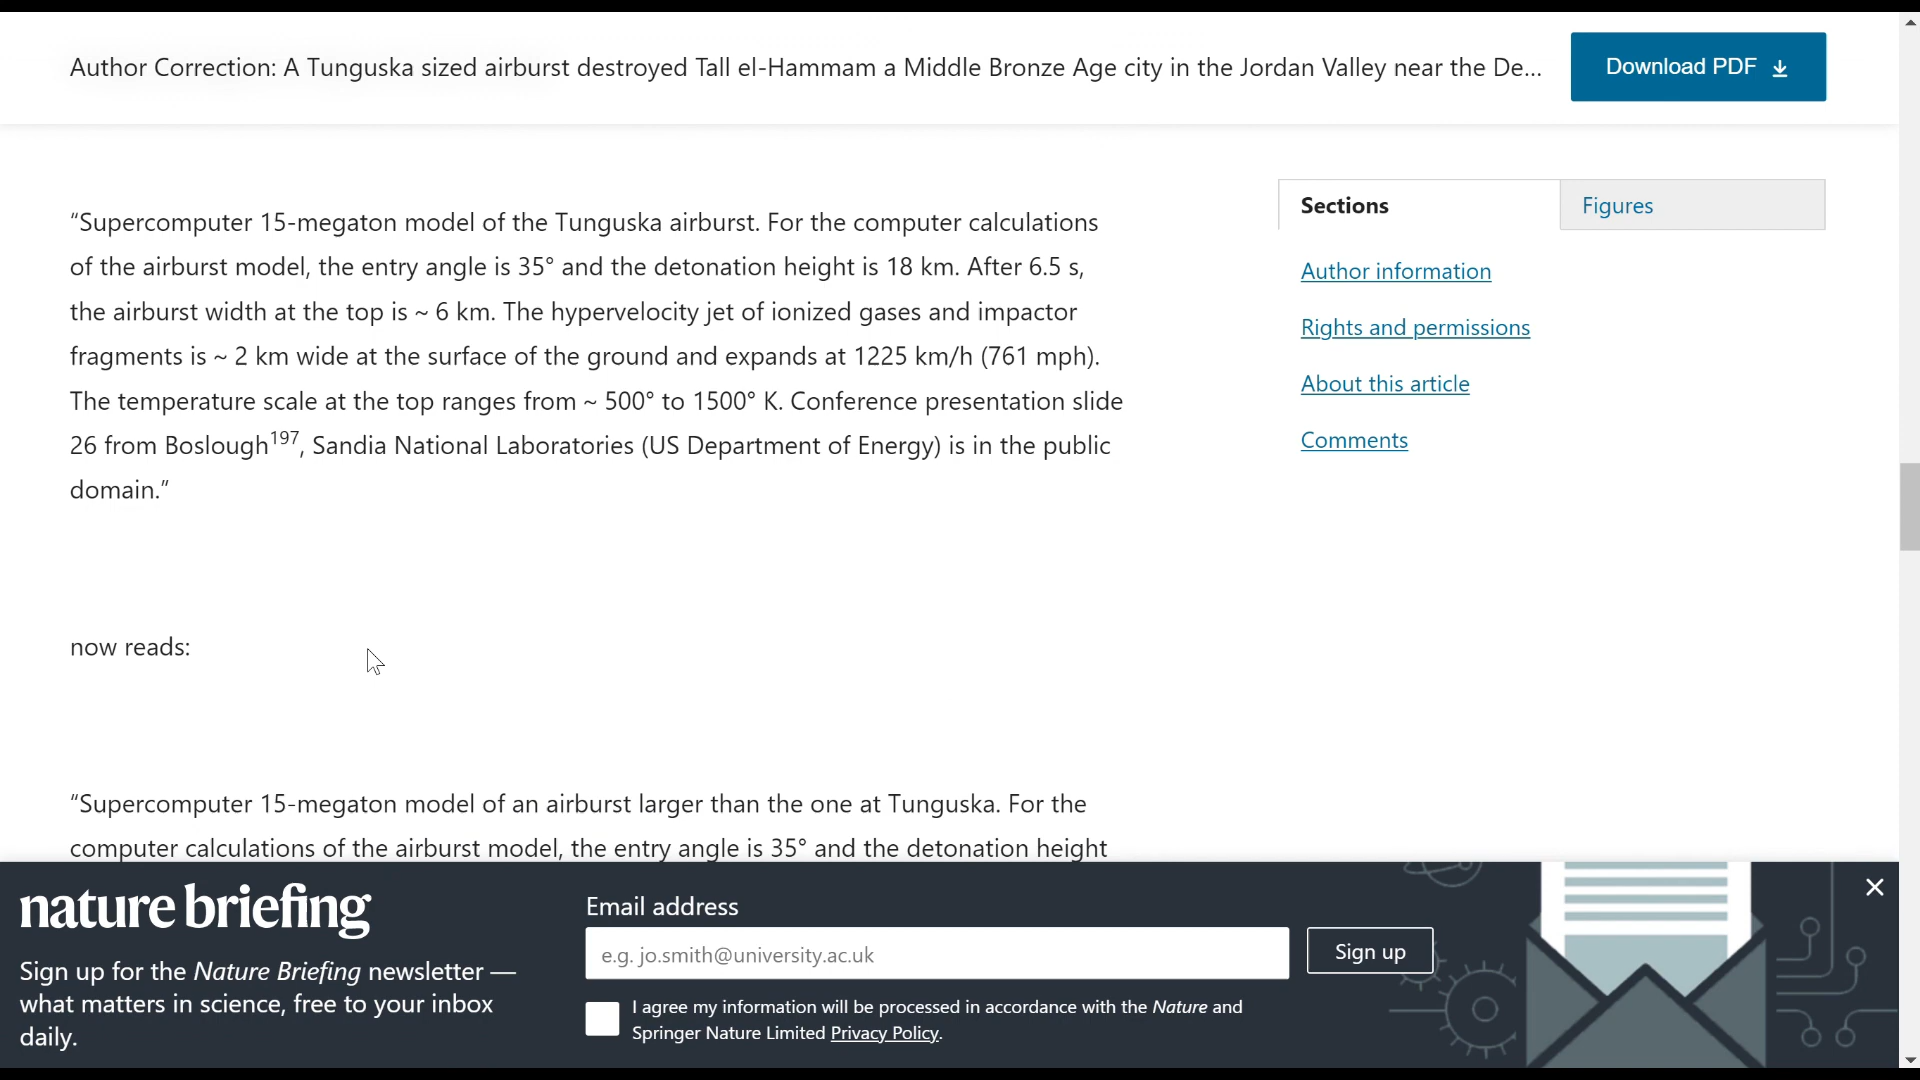 Author Correction: A Tunguska sized airburst destroyed Tall el-Hammam a Middle Bronze Age city in the Jordan Valley near the De...
Download PDF
“Supercomputer 15-megaton model of the Tunguska airburst. For the computer calculations
of the airburst model, the entry angle is 35° and the detonation height is 18 km. After 6.5 s,
the airburst width at the top is ~ 6 km. The hypervelocity jet of ionized gases and impactor
fragments is ~ 2 km wide at the surface of the ground and expands at 1225 km/h (761 mph).
The temperature scale at the top ranges from ~ 500° to 1500° K. Conference presentation slide
26 from Boslough197, Sandia National Laboratories (US Department of Energy) is in the public
domain.”
now reads:
“Supercomputer 15-megaton model of an airburst larger than the one at Tunguska. For the
computer calculations of the airburst model, the entry angle is 35° and the detonation height
Sections
Figures
Author information
Rights and permissions
About this article
Comments
nature briefing
Sign up for the Nature Briefing newsletter —
what matters in science, free to your inbox
daily.
Email address
e.g. jo.smith@university.ac.uk
Sign up
I agree my information will be processed in accordance with the Nature and
Springer Nature Limited Privacy Policy.